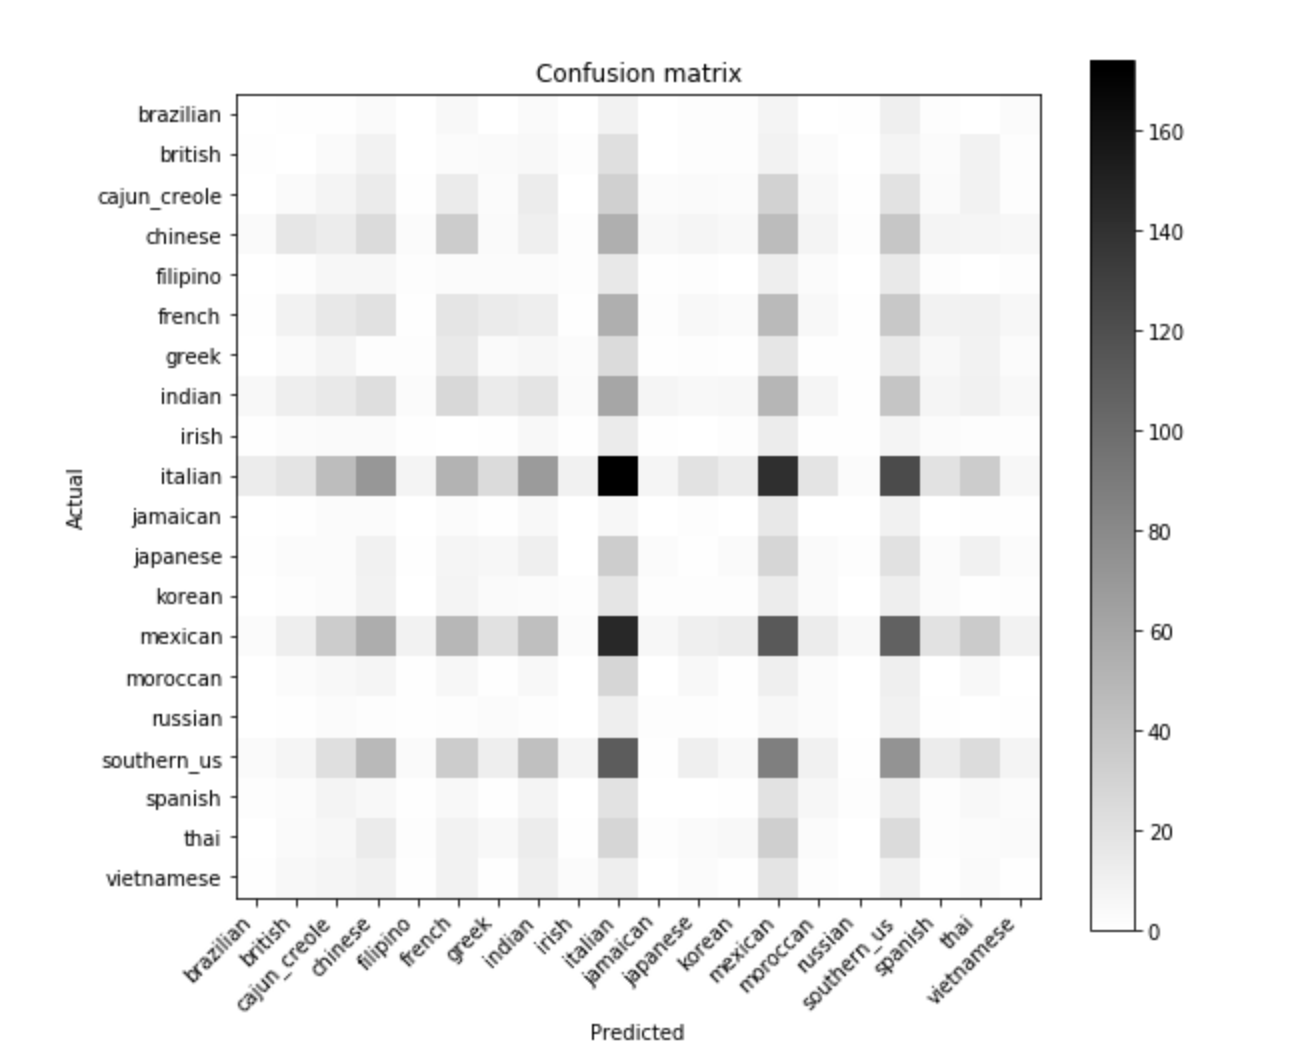 Confusion matrix
Actual
brazilian
british
cajun_creole
chinese
filipino
french
greek
indian
irish
italian
jamaican
japanese
korean
mexican
moroccan
russian
southern_us
spanish
thai
vietnamese
brazilian
british
cajun_creole
chinese
filipino
french
greek
indian
irish
italian
jamaican
japanese
korean
mexican
moroccan
russian
southern_us
spanish
thai
vietnamese
Predicted
160
140
120
100
80
60
40
20
0